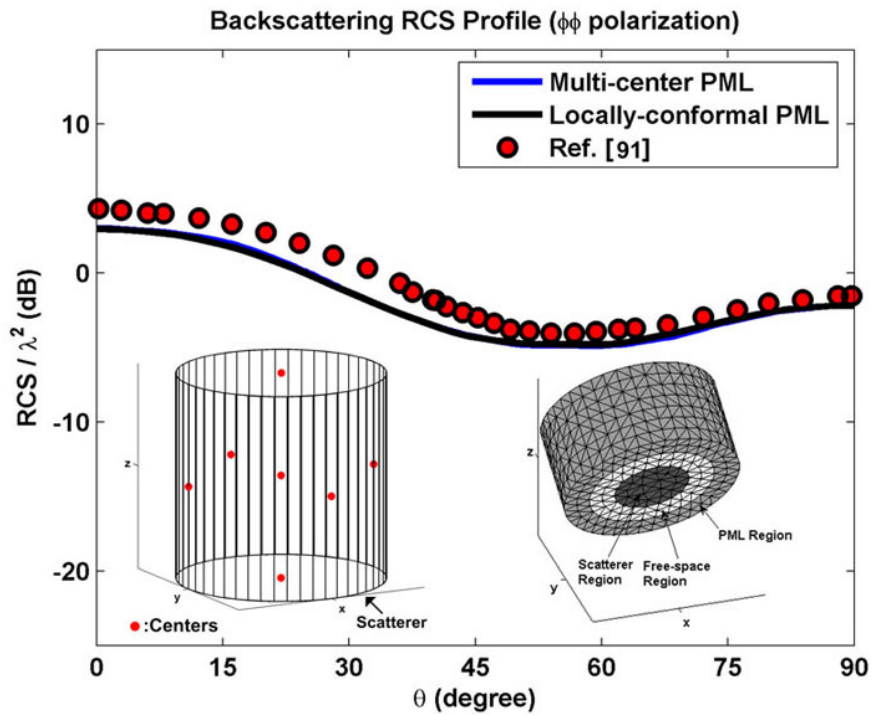 Backscattering RCS Profile (ϕϕ polarization)
Multi-center PML
Locally-conformal PML
Ref. [91]
RCS / λ² (dB)
10
0
-10
-20
z
y
x
Scatterer
:Centers
z
y
x
PML Region
Scatterer Region
Free-space Region
0 15 30 45 60 75 90
θ (degree)